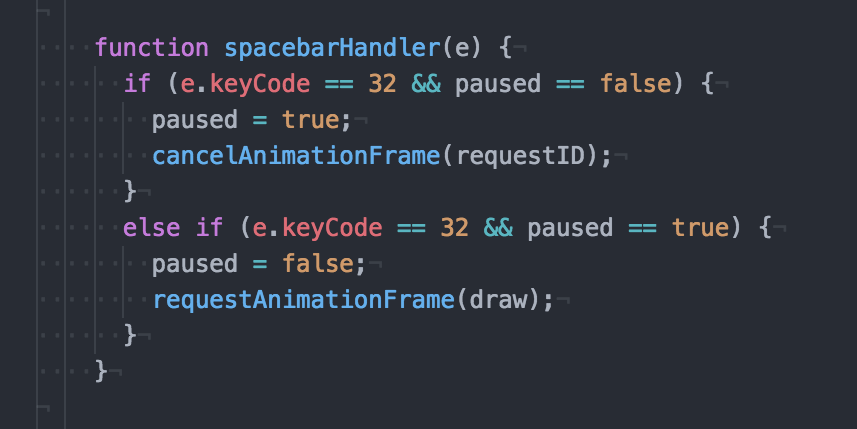 function spacebarHandler(e) {
if (e.keyCode == 32 && paused == false) {
paused = true;
cancelAnimationFrame(requestID);
}
else if (e.keyCode == 32 && paused == true) {
paused = false;
requestAnimationFrame(draw);
}
}